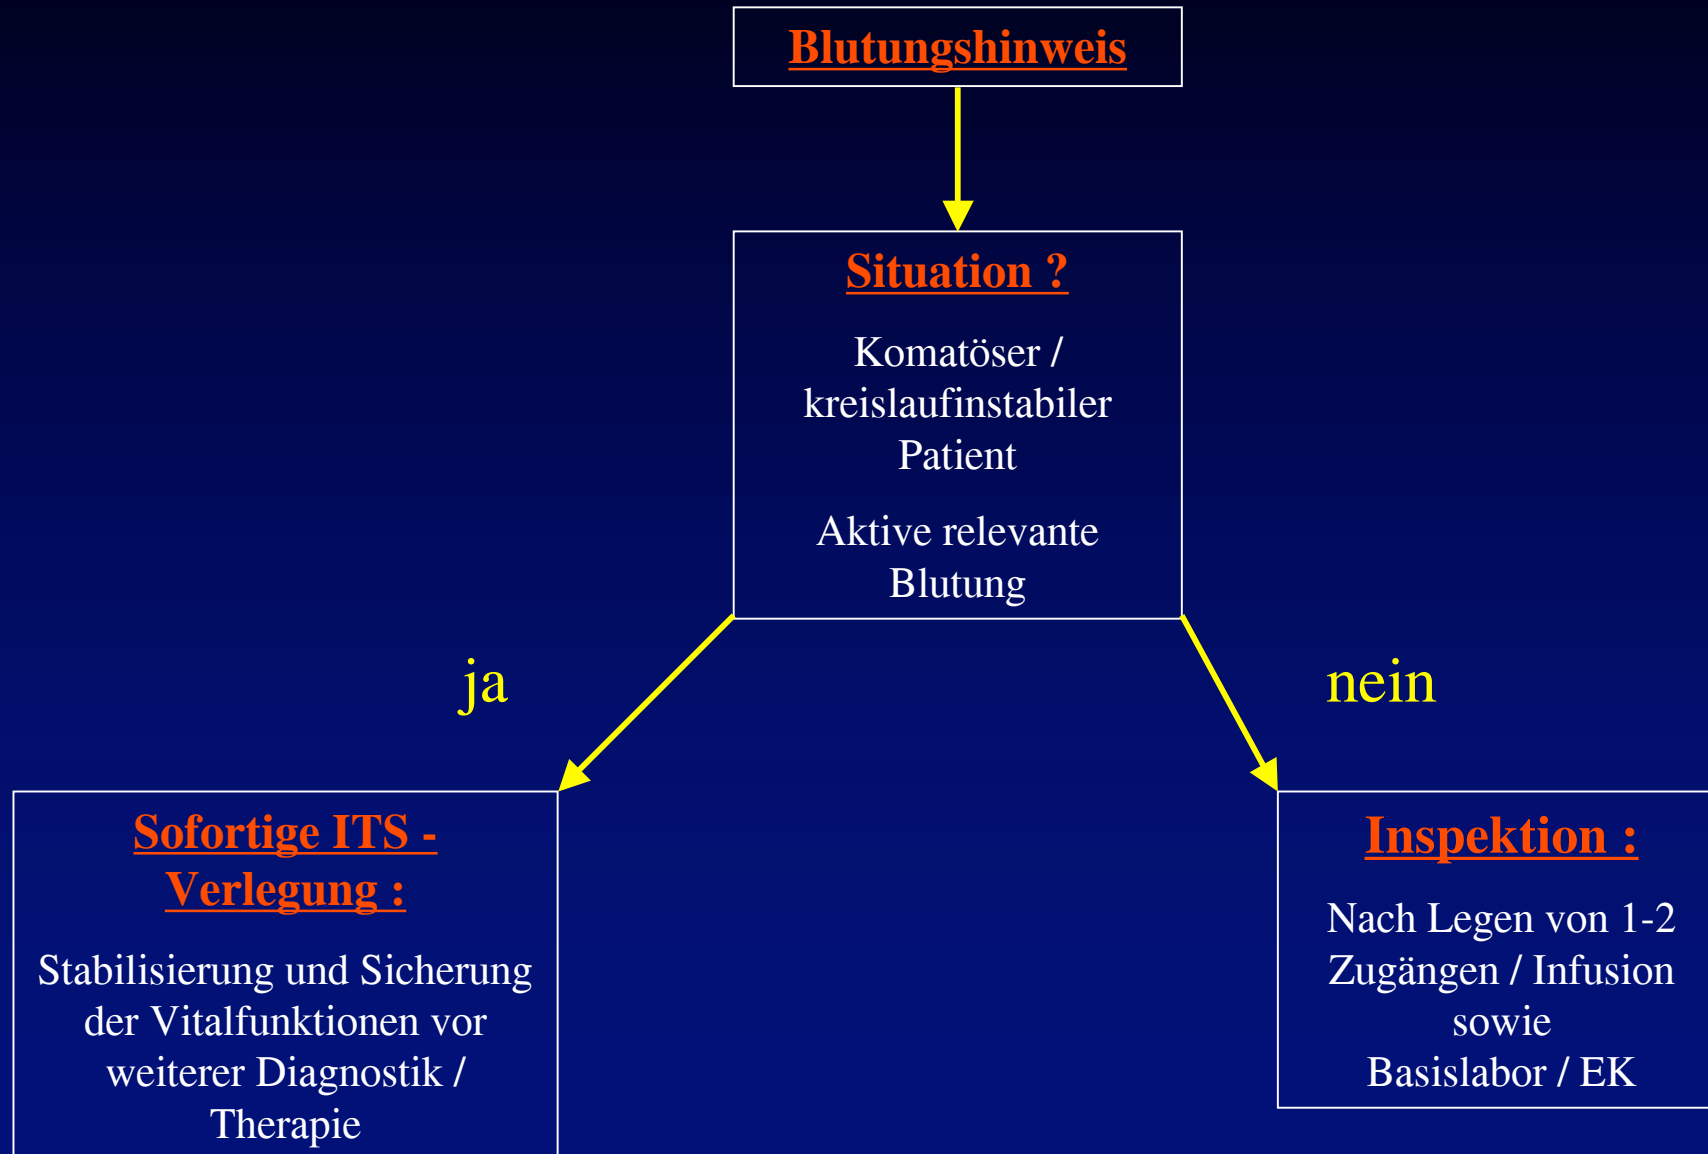 Blutungshinweis
Situation ?
Komatöser /
kreislaufinstabiler
Patient
Aktive relevante
Blutung
ja
nein
Sofortige ITS -
Verlegung :
Stabilisierung und Sicherung
der Vitalfunktionen vor
weiterer Diagnostik /
Therapie
Inspektion :
Nach Legen von 1-2
Zugängen / Infusion
sowie
Basislabor / EK